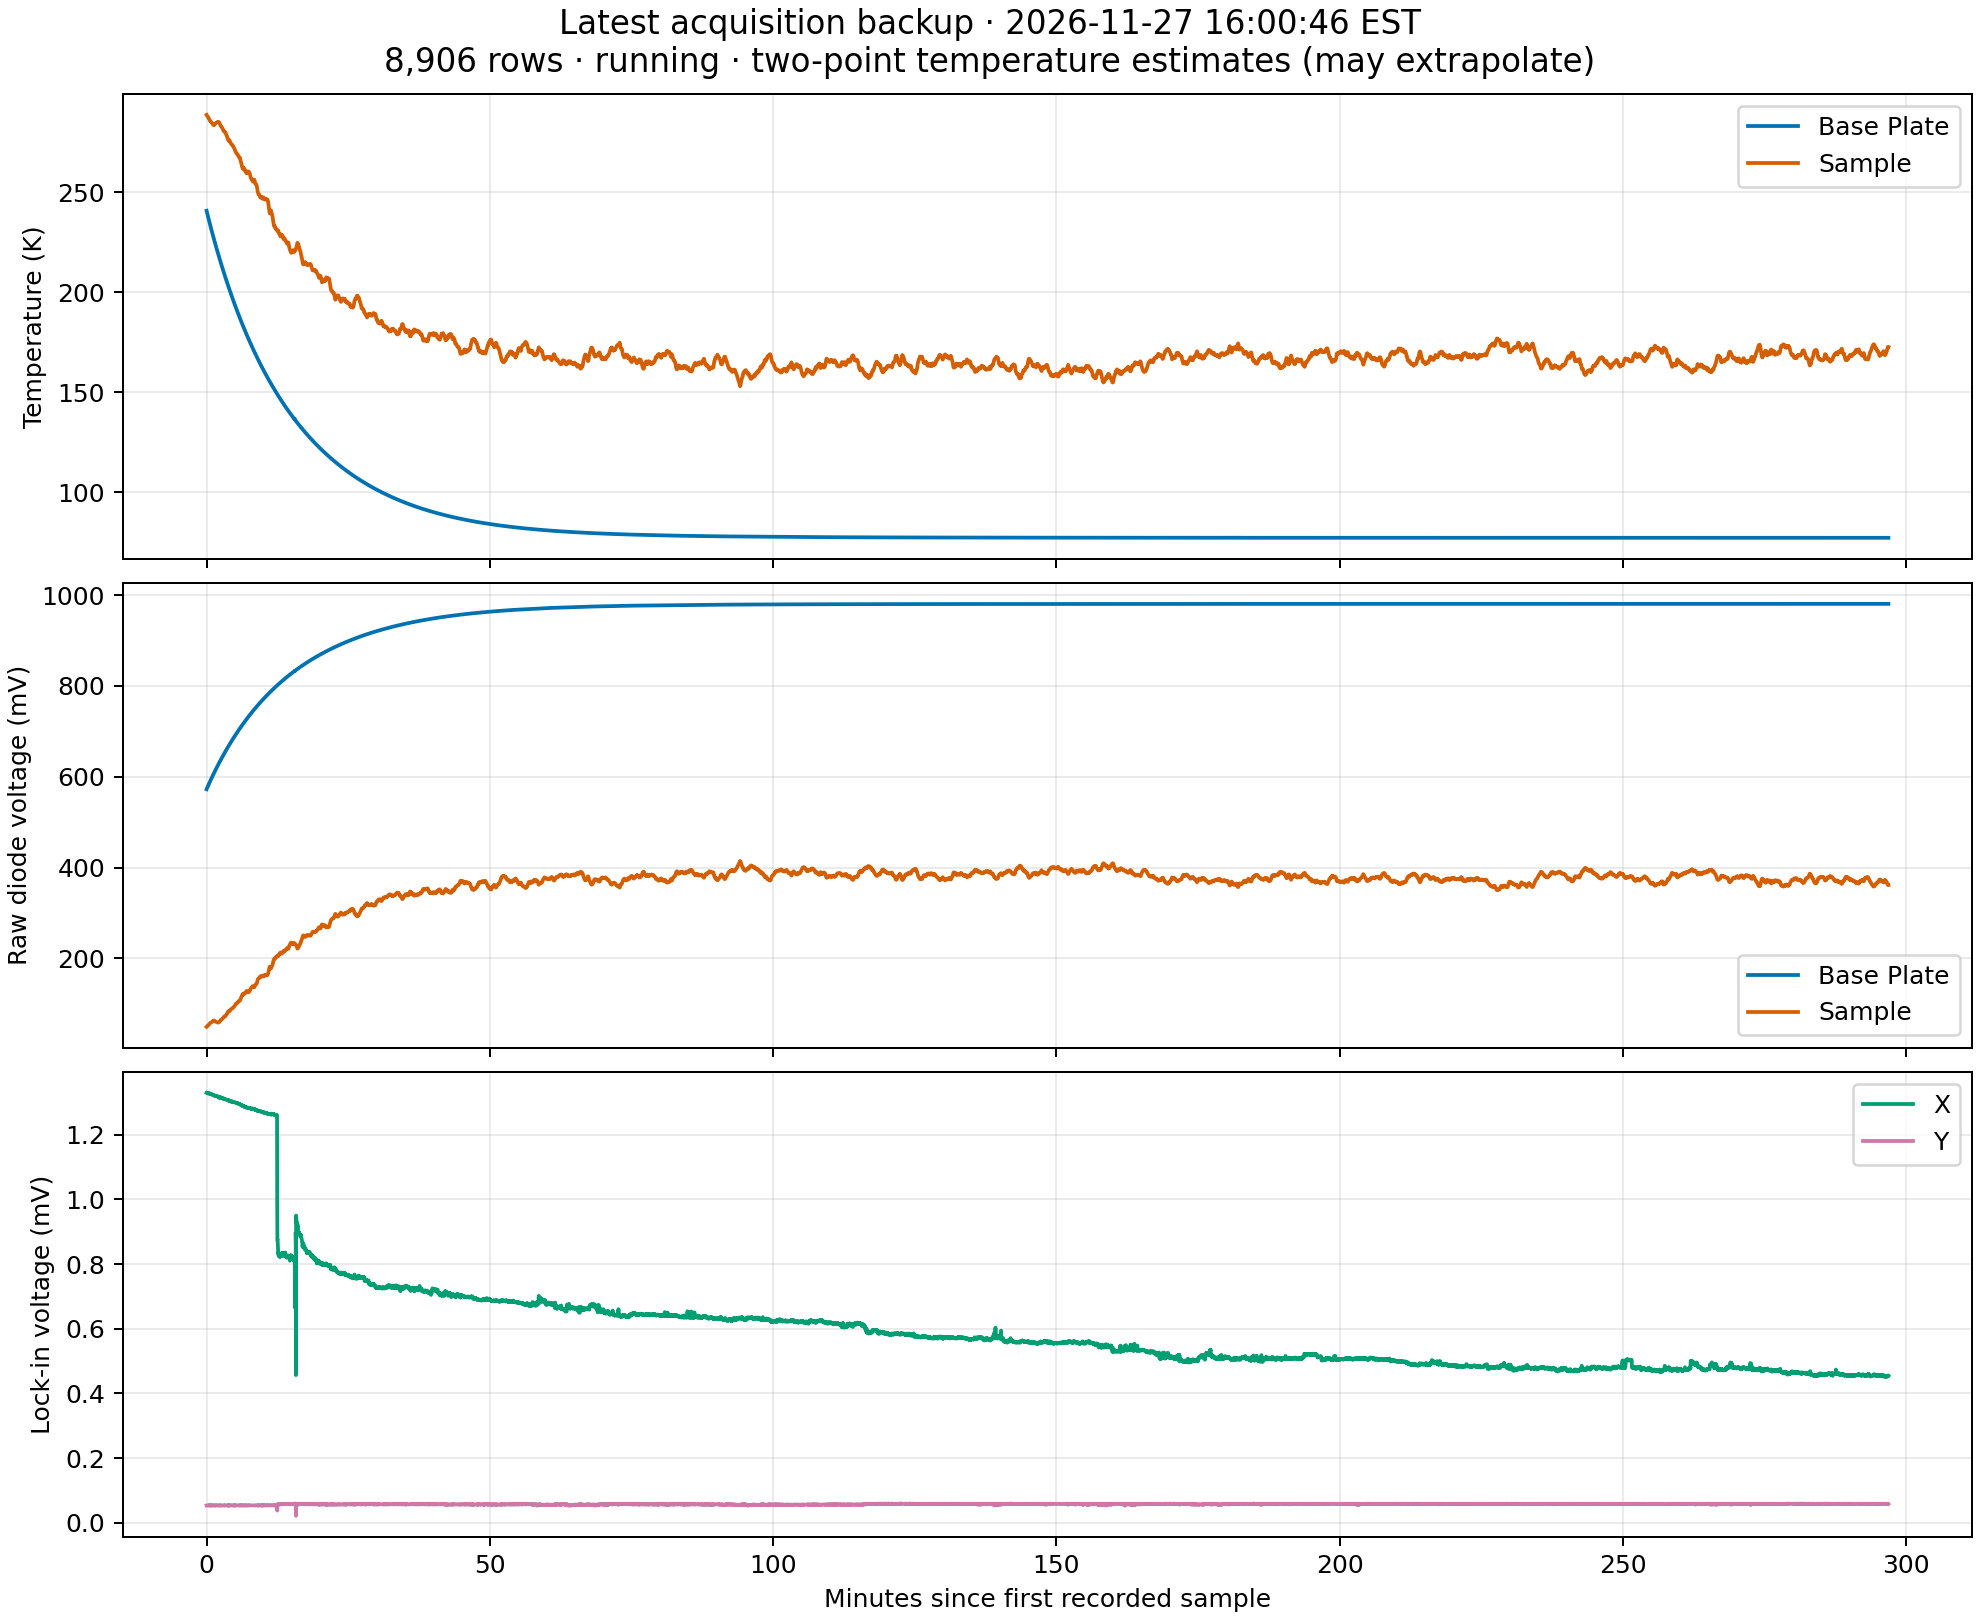 Latest acquisition backup · 2026-11-27 16:00:46 EST
8,906 rows · running · two-point temperature estimates (may extrapolate)
Temperature (K)
250
200
150
100
Base Plate
Sample
Raw diode voltage (mV)
1000
800
600
400
200
Base Plate
Sample
Lock-in voltage (mV)
1.2
1.0
0.8
0.6
0.4
0.2
0.0
X
Y
0
50
100
150
200
250
300
Minutes since first recorded sample